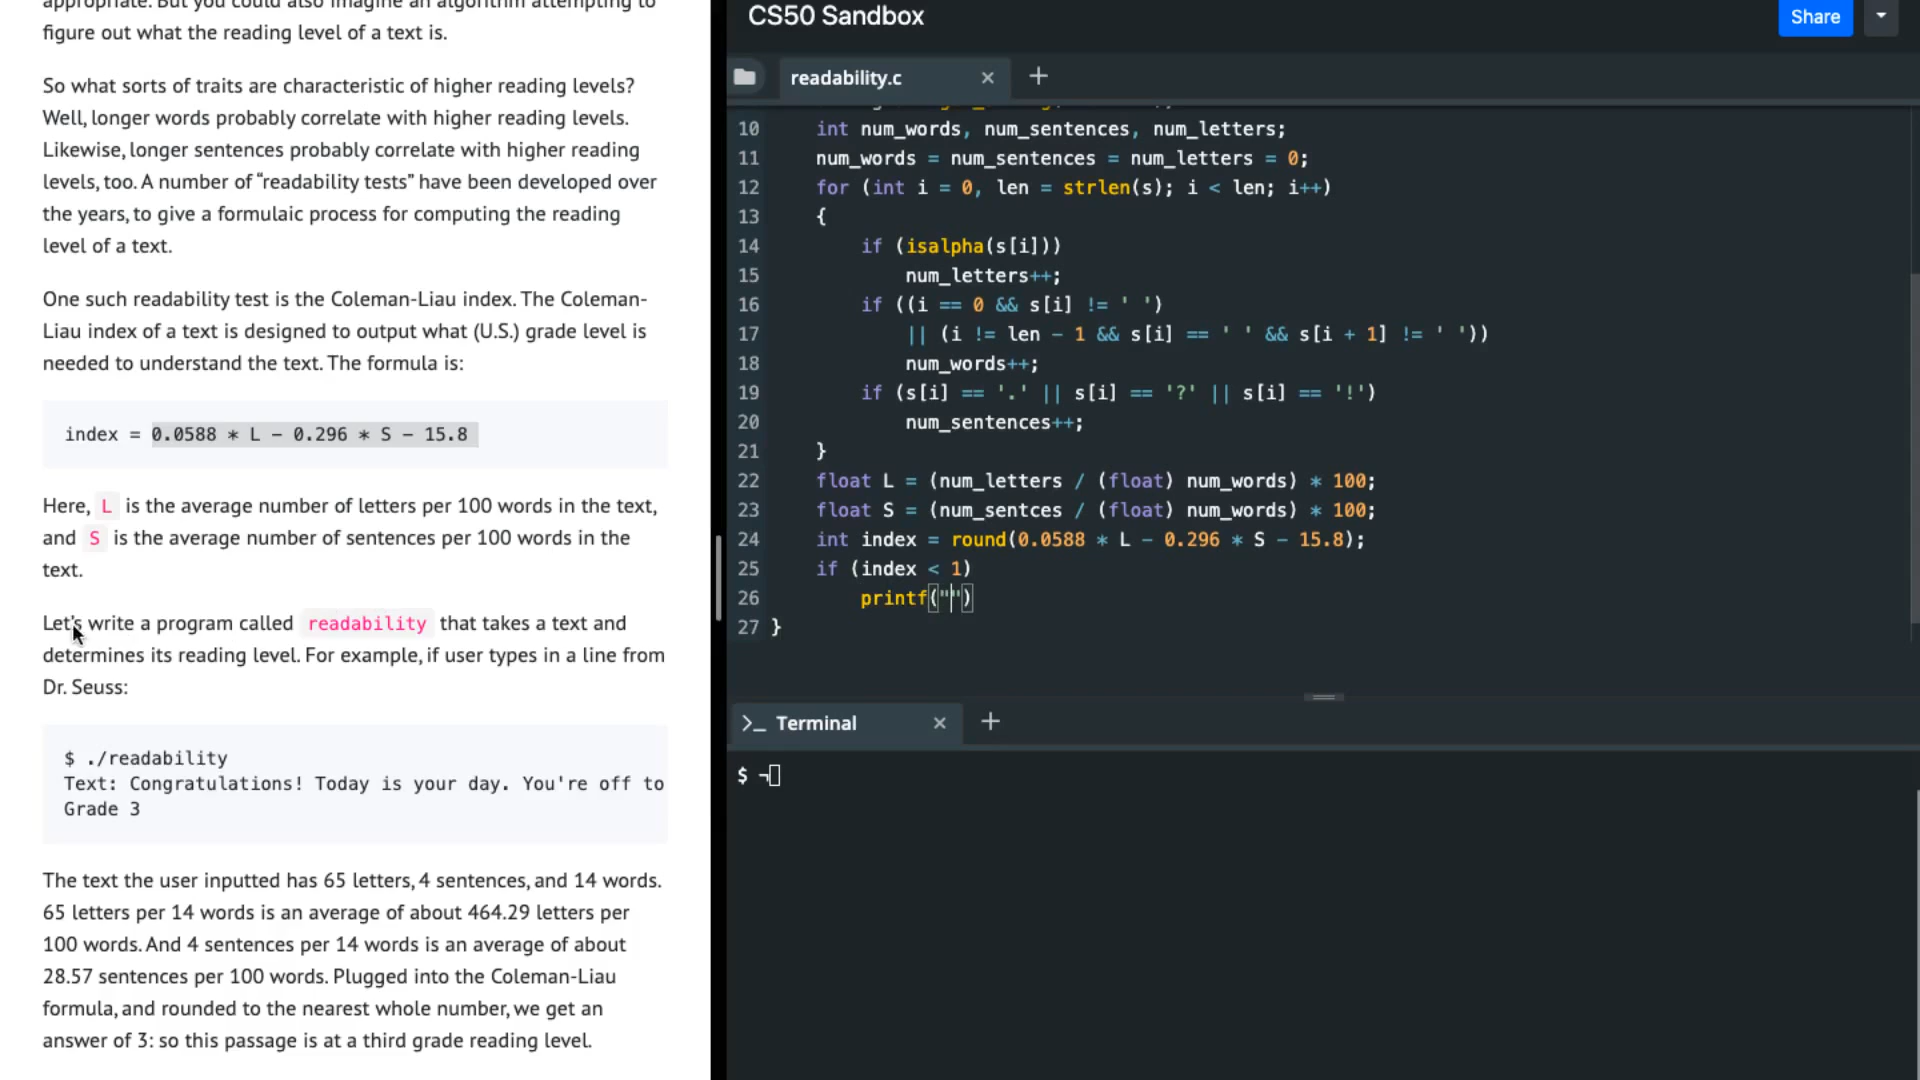 appropriate. But you could also imagine an algorithm attempting to
figure out what the reading level of a text is.
So what sorts of traits are characteristic of higher reading levels?
Well, longer words probably correlate with higher reading levels.
Likewise, longer sentences probably correlate with higher reading
levels, too. A number of “readability tests” have been developed over
the years, to give a formulaic process for computing the reading
level of a text.
One such readability test is the Coleman-Liau index. The Coleman-
Liau index of a text is designed to output what (U.S.) grade level is
needed to understand the text. The formula is:
index = 0.0588 * L - 0.296 * S - 15.8
Here, L is the average number of letters per 100 words in the text,
and S is the average number of sentences per 100 words in the
text.
Let's write a program called readability that takes a text and
determines its reading level. For example, if user types in a line from
Dr. Seuss:
$ ./readability
Text: Congratulations! Today is your day. You're off to
Grade 3
The text the user inputted has 65 letters, 4 sentences, and 14 words.
65 letters per 14 words is an average of about 464.29 letters per
100 words. And 4 sentences per 14 words is an average of about
28.57 sentences per 100 words. Plugged into the Coleman-Liau
formula, and rounded to the nearest whole number, we get an
answer of 3: so this passage is at a third grade reading level.
CS50 Sandbox
Share
readability.c × +
10 int num_words, num_sentences, num_letters;
11 num_words = num_sentences = num_letters = 0;
12 for (int i = 0, len = strlen(s); i < len; i++)
13 {
14 if (isalpha(s[i]))
15 num_letters++;
16 if ((i == 0 && s[i] != ' ')
17 || (i != len - 1 && s[i] == ' ' && s[i + 1] != ' '))
18 num_words++;
19 if (s[i] == '.' || s[i] == '?' || s[i] == '!')
20 num_sentences++;
21 }
22 float L = (num_letters / (float) num_words) * 100;
23 float S = (num_sentces / (float) num_words) * 100;
24 int index = round(0.0588 * L - 0.296 * S - 15.8);
25 if (index < 1)
26 printf("")
27 }
>_ Terminal × +
$ ¬